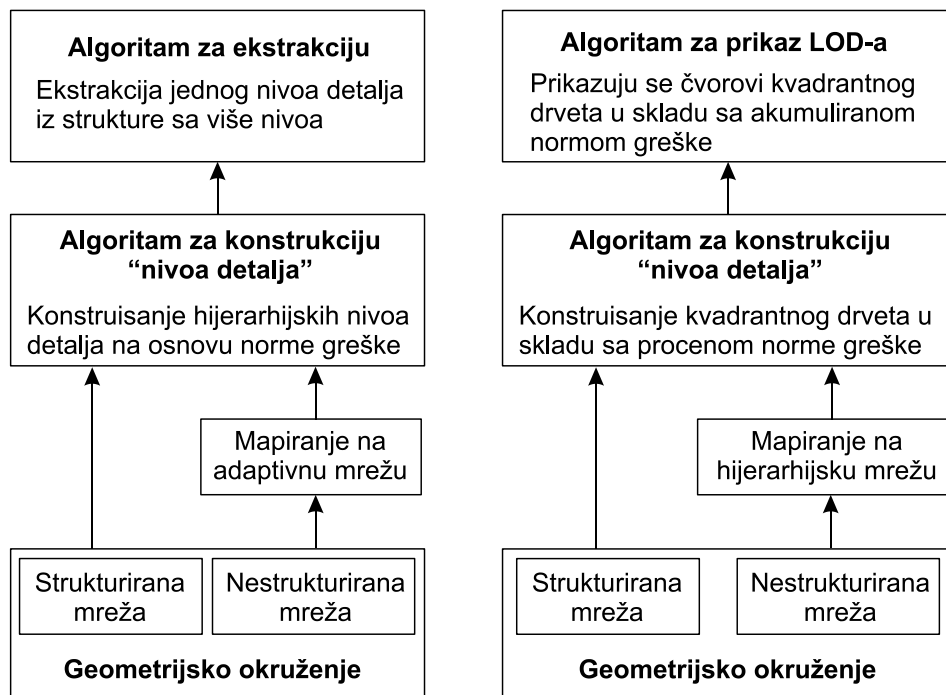 Algoritam za ekstrakciju
Ekstrakcija jednog nivoa detalja
iz strukture sa više nivoa
Algoritam za konstrukciju
“nivoa detalja”
Konstruisanje hijerarhijskih nivoa
detalja na osnovu norme greške
Mapiranje na
adaptivnu mrežu
Strukturirana
mreža
Nestrukturirana
mreža
Geometrijsko okruženje
Algoritam za prikaz LOD-a
Prikazuju se čvorovi kvadrantnog
drveta u skladu sa akumuliranom
normom greške
Algoritam za konstrukciju
“nivoa detalja”
Konstruisanje kvadrantnog drveta u
skladu sa procenom norme greške
Mapiranje na
hijerarhijsku mrežu
Strukturirana
mreža
Nestrukturirana
mreža
Geometrijsko okruženje